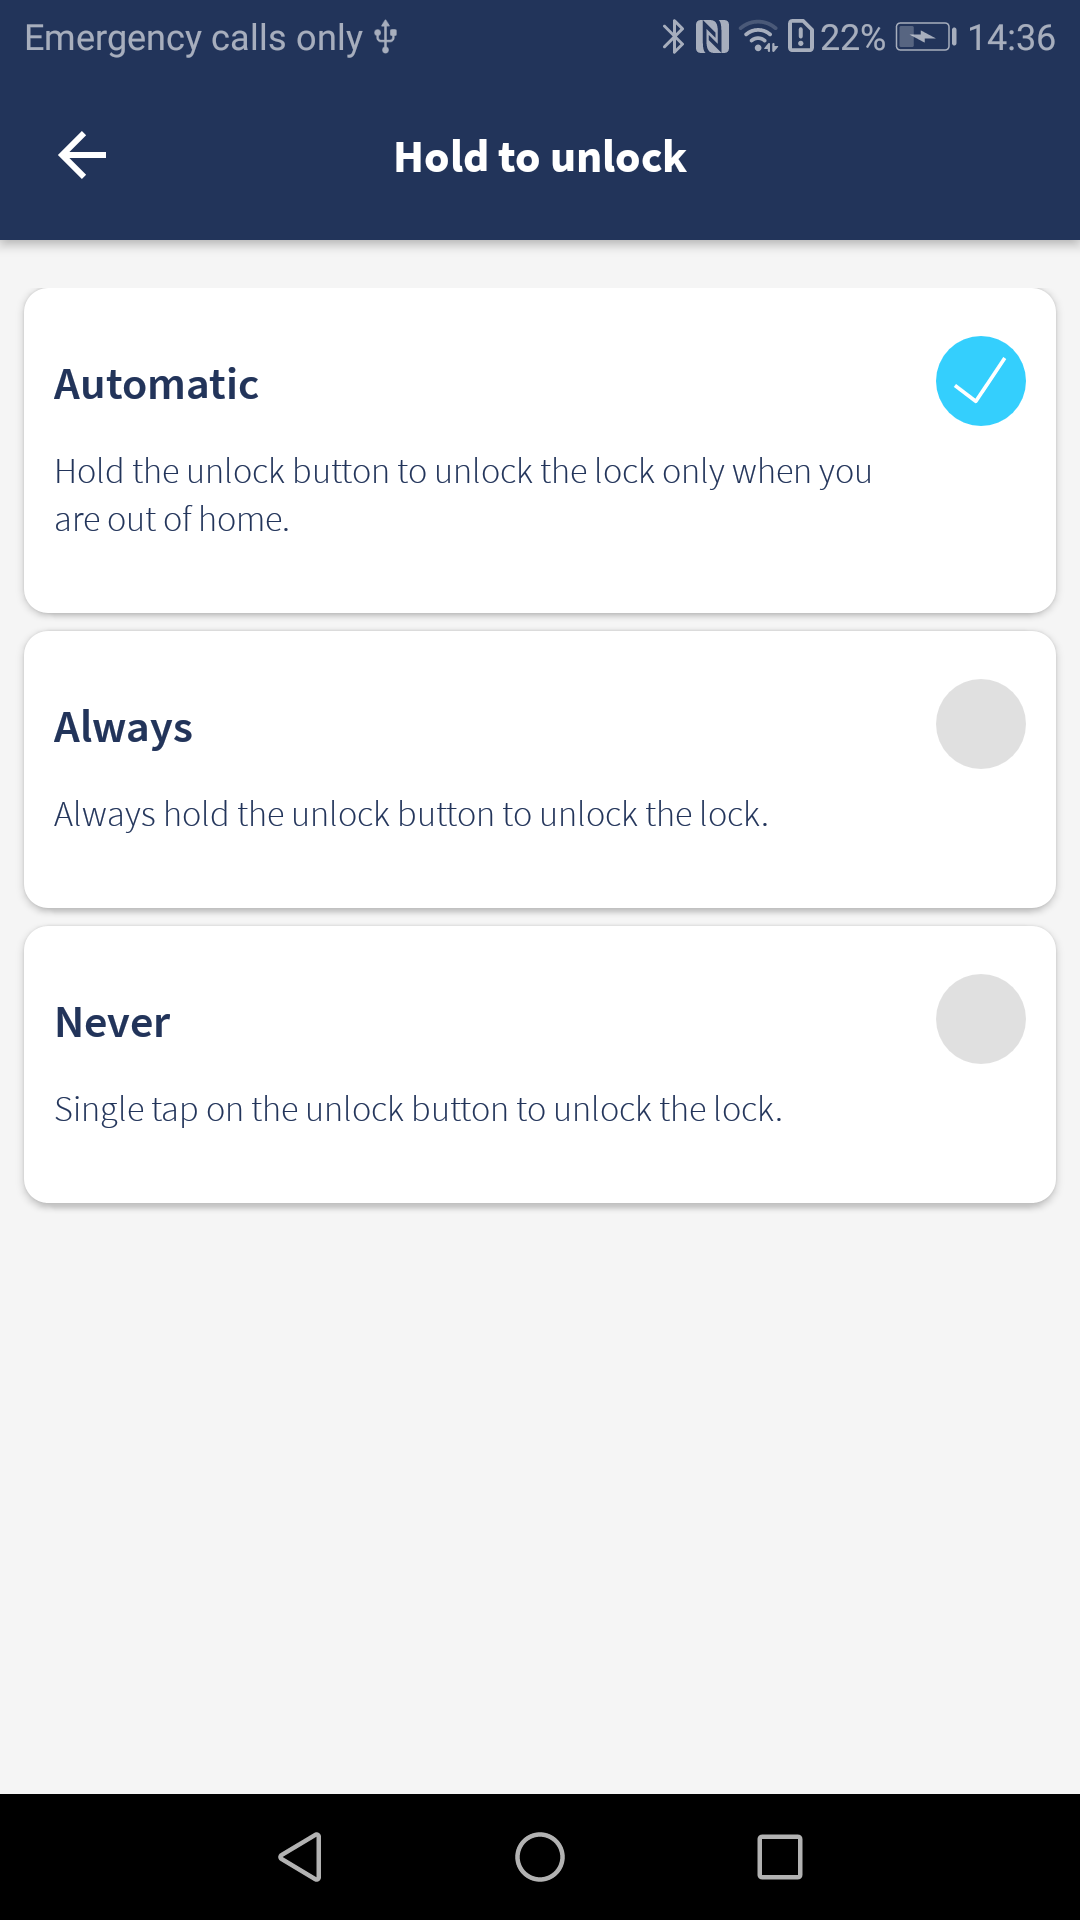 Emergency calls only 22% 14:36
Hold to unlock
Automatic
Hold the unlock button to unlock the lock only when you
are out of home.
Always
Always hold the unlock button to unlock the lock.
Never
Single tap on the unlock button to unlock the lock.